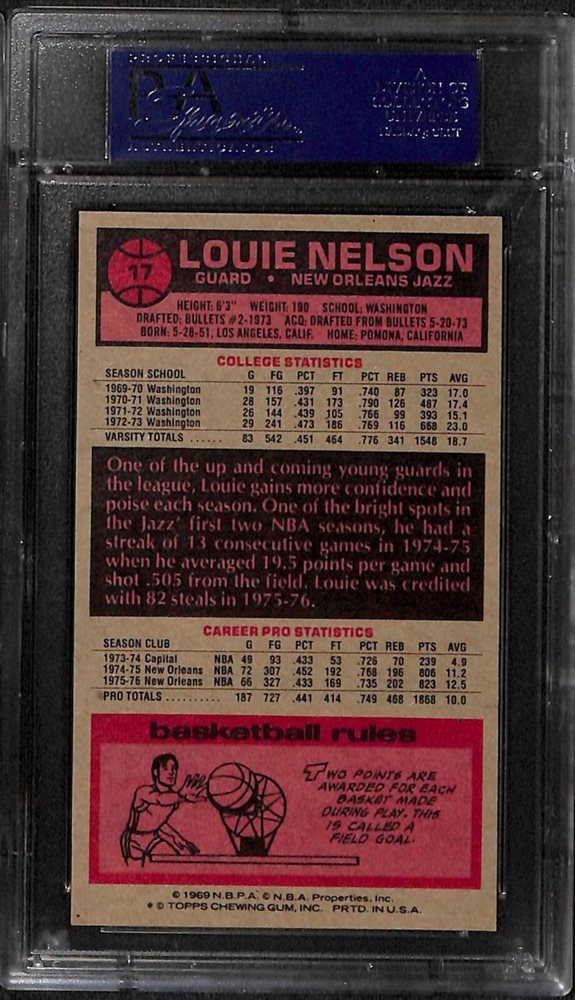 PROFESSIONAL
PSA
AUTHENTICATOR
A
DIVISION OF
COLLECTORS
UNIVERSE
NASDAQ: CLCT
17
LOUIE NELSON
GUARD • NEW ORLEANS JAZZ
HEIGHT: 6'3" WEIGHT: 190 SCHOOL: WASHINGTON
DRAFTED: BULLETS #2-1973 ACQ: DRAFTED FROM BULLETS 5-20-73
BORN: 5-28-51, LOS ANGELES, CALIF. HOME: POMONA, CALIFORNIA
COLLEGE STATISTICS
SEASON SCHOOL G FG PCT FT PCT REB PTS AVG
1969-70 Washington 19 116 .397 91 .740 87 323 17.0
1970-71 Washington 28 157 .431 173 .790 126 487 17.4
1971-72 Washington 26 144 .439 105 .766 99 393 15.1
1972-73 Washington 29 241 .473 186 .769 116 668 23.0
VARSITY TOTALS ...... 83 542 .451 464 .776 341 1548 18.7
One of the up and coming young guards in
the league, Louie gains more confidence and
poise each season. One of the bright spots in
the Jazz' first two NBA seasons, he had a
streak of 13 consecutive games in 1974-75
when he averaged 19.5 points per game and
shot .505 from the field. Louie was credited
with 82 steals in 1975-76.
CAREER PRO STATISTICS
SEASON CLUB G FG PCT FT PCT REB PTS AVG
1973-74 Capital NBA 49 93 .433 53 .726 70 239 4.9
1974-75 New Orleans NBA 72 307 .452 192 .768 196 806 11.2
1975-76 New Orleans NBA 66 327 .433 169 .735 202 823 12.5
PRO TOTALS .......... 187 727 .441 414 .749 468 1868 10.0
basketball rules
TWO POINTS ARE
AWARDED FOR EACH
BASKET MADE
DURING PLAY. THIS
IS CALLED A
FIELD GOAL.
© 1969 N.B.P.A. © N.B.A. Properties, Inc.
* © TOPPS CHEWING GUM, INC. PRTD. IN U.S.A.